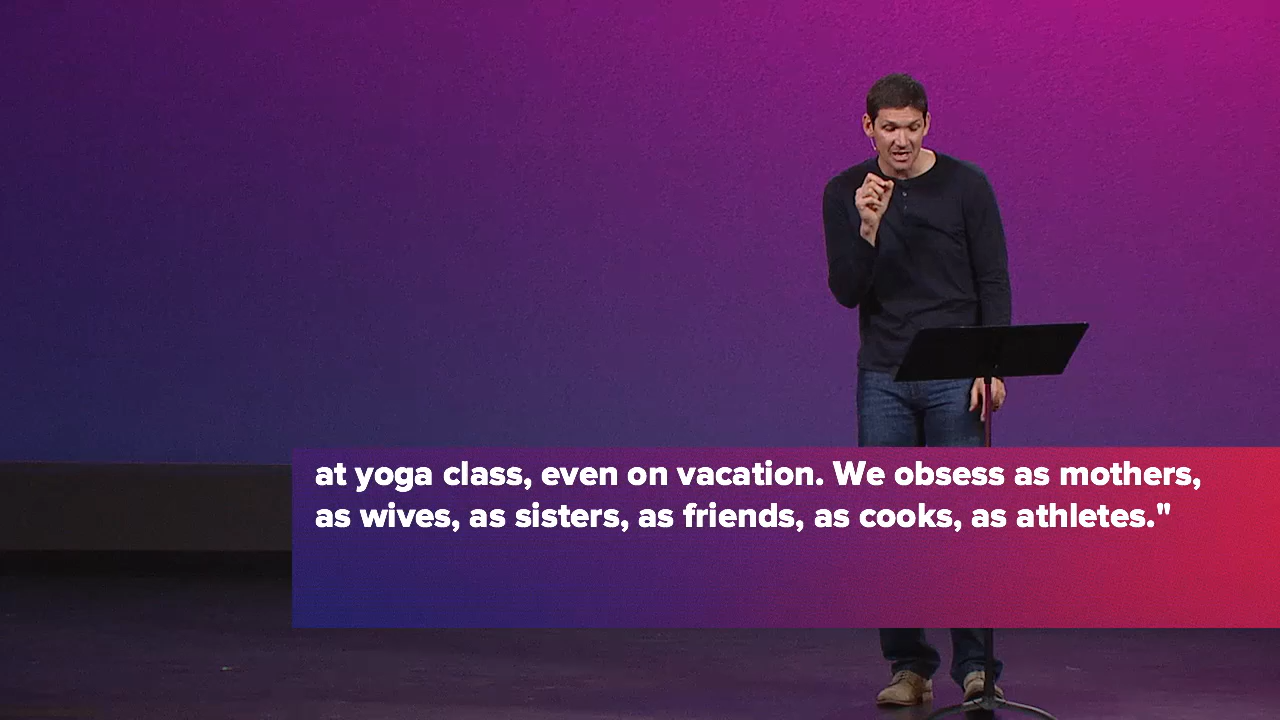 at yoga class, even on vacation. We obsess as mothers,
as wives, as sisters, as friends, as cooks, as athletes."